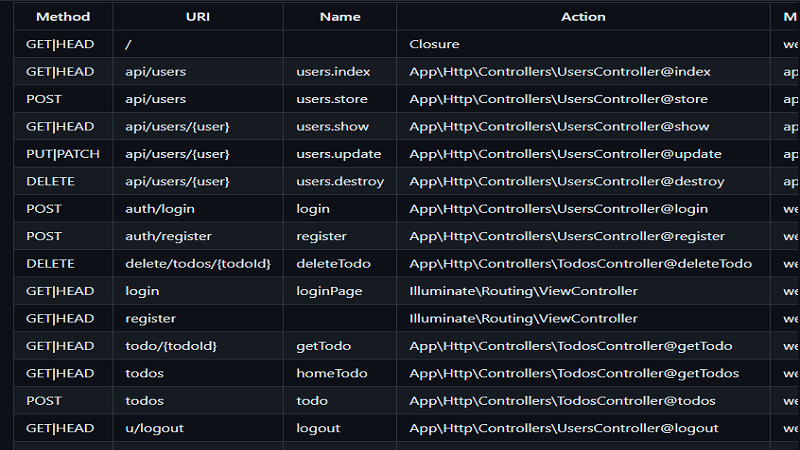 Method URI Name Action M
GET|HEAD / Closure we
GET|HEAD api/users users.index App\Http\Controllers\UsersController@index ap
POST api/users users.store App\Http\Controllers\UsersController@store ap
GET|HEAD api/users/{user} users.show App\Http\Controllers\UsersController@show ap
PUT|PATCH api/users/{user} users.update App\Http\Controllers\UsersController@update ap
DELETE api/users/{user} users.destroy App\Http\Controllers\UsersController@destroy ap
POST auth/login login App\Http\Controllers\UsersController@login we
POST auth/register register App\Http\Controllers\UsersController@register we
DELETE delete/todos/{todoId} deleteTodo App\Http\Controllers\TodosController@deleteTodo we
GET|HEAD login loginPage Illuminate\Routing\ViewController we
GET|HEAD register Illuminate\Routing\ViewController we
GET|HEAD todo/{todoId} getTodo App\Http\Controllers\TodosController@getTodo we
GET|HEAD todos homeTodo App\Http\Controllers\TodosController@getTodos we
POST todos todo App\Http\Controllers\TodosController@todos we
GET|HEAD u/logout logout App\Http\Controllers\UsersController@logout we